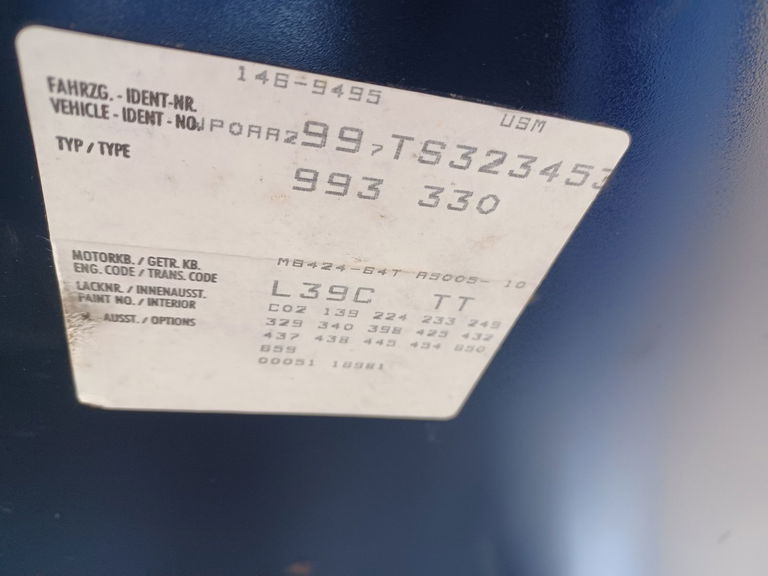 146-9495
USM
FAHRZG. - IDENT-NR.
VEHICLE - IDENT - NO. WP0AA299,TS323453
TYP / TYPE 993 330
MOTORKB. / GETR. KB.
ENG. CODE / TRANS. CODE M6424-64T A5005- 10
LACKNR. / INNENAUSST.
PAINT NO. / INTERIOR L39C TT
AUSST. / OPTIONS C02 139 224 233 249
329 340 398 425 432
437 438 445 454 650
659
00051 18981